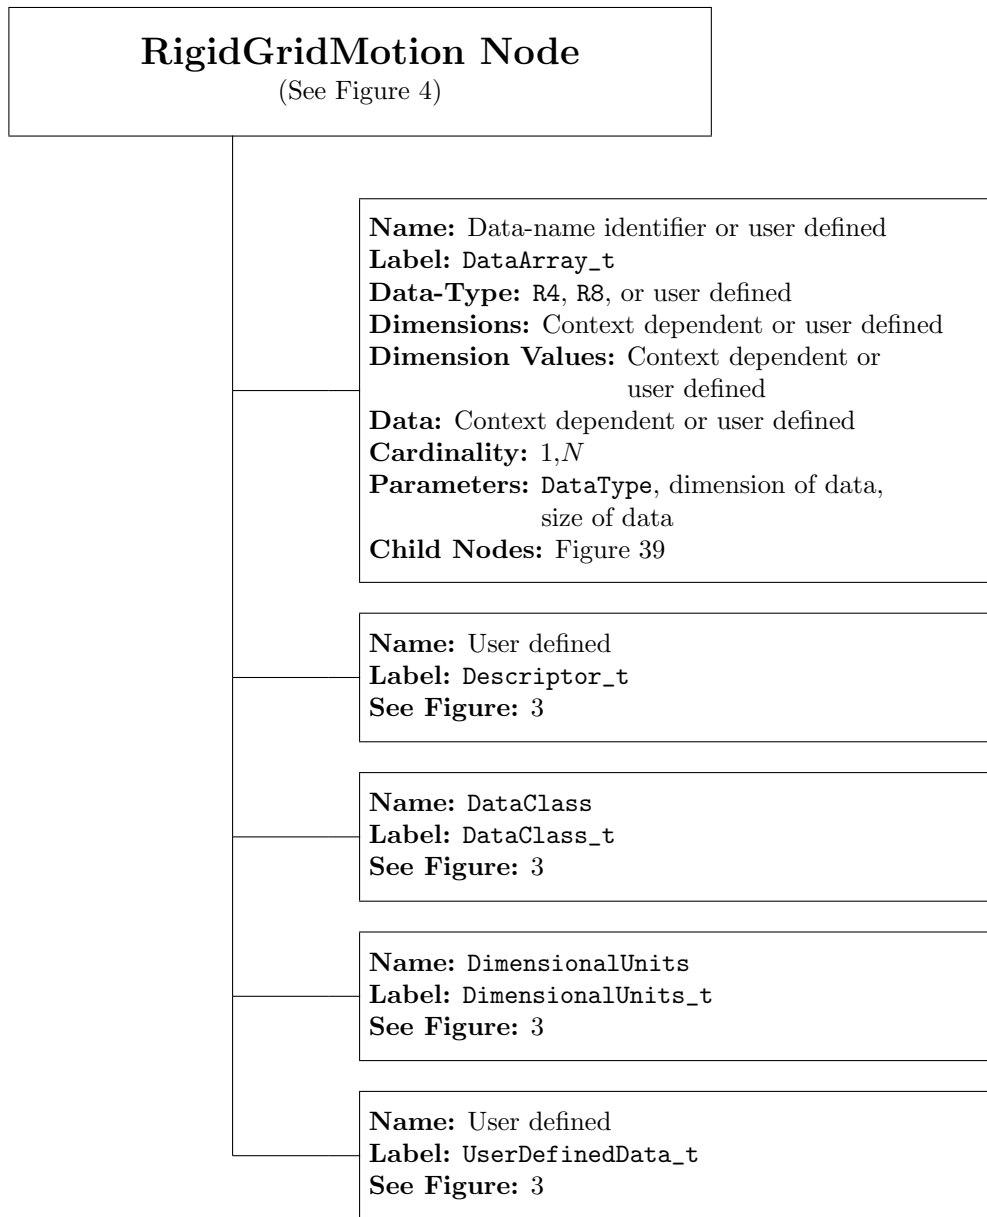 RigidGridMotion Node
(See Figure 4)
Name: Data-name identifier or user defined
Label: DataArray_t
Data-Type: R4, R8, or user defined
Dimensions: Context dependent or user defined
Dimension Values: Context dependent or
user defined
Data: Context dependent or user defined
Cardinality: 1,N
Parameters: DataType, dimension of data,
size of data
Child Nodes: Figure 39
Name: User defined
Label: Descriptor_t
See Figure: 3
Name: DataClass
Label: DataClass_t
See Figure: 3
Name: DimensionalUnits
Label: DimensionalUnits_t
See Figure: 3
Name: User defined
Label: UserDefinedData_t
See Figure: 3